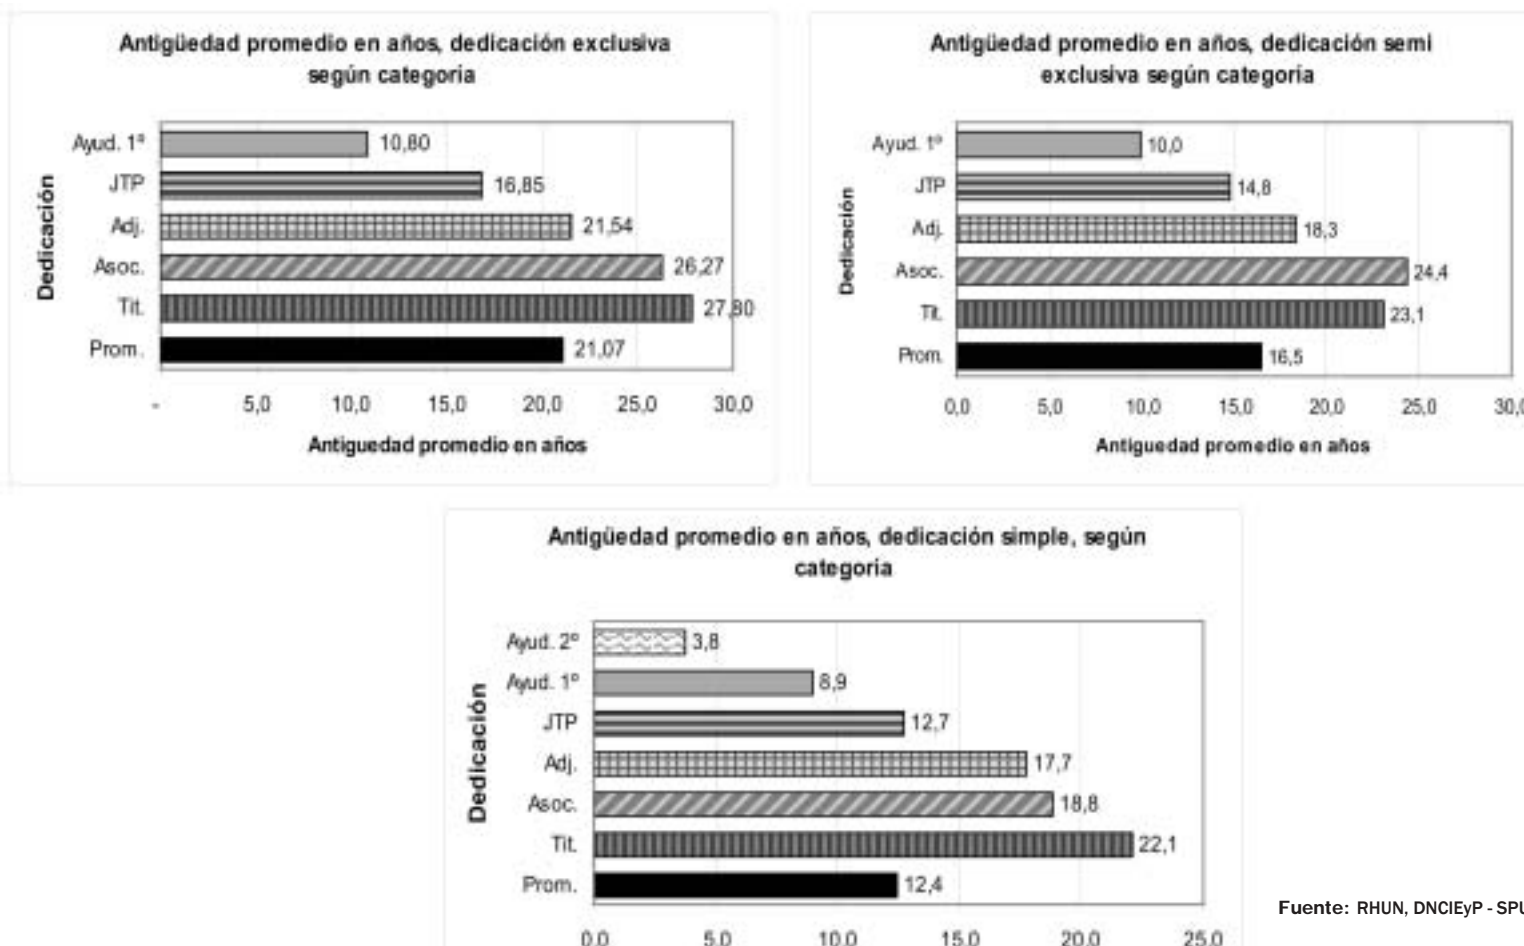 Antigüedad promedio en años, dedicación exclusiva
según categoria
Dedicación
Ayud. 1º 10,80
JTP 16,85
Adj. 21,54
Asoc. 26,27
Tit. 27,80
Prom. 21,07
- 5,0 10,0 15,0 20,0 25,0 30,0
Antiguedad promedio en años
Antigüedad promedio en años, dedicación semi
exclusiva según categoria
Dedicación
Ayud. 1º 10,0
JTP 14,8
Adj. 18,3
Asoc. 24,4
Tit. 23,1
Prom. 16,5
0,0 5,0 10,0 15,0 20,0 25,0 30,0
Antiguedad promedio en años
Antigüedad promedio en años, dedicación simple, según
categoria
Dedicación
Ayud. 2º 3,8
Ayud. 1º 8,9
JTP 12,7
Adj. 17,7
Asoc. 18,8
Tit. 22,1
Prom. 12,4
0,0 5,0 10,0 15,0 20,0 25,0
Fuente: RHUN, DNCIEyP - SPU